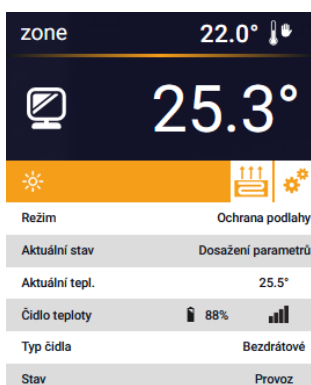 zone 22.0°
25.3°
Režim Ochrana podlahy
Aktuální stav Dosažení parametrů
Aktuální tepl. 25.5°
Čidlo teploty 88%
Typ čidla Bezdrátové
Stav Provoz